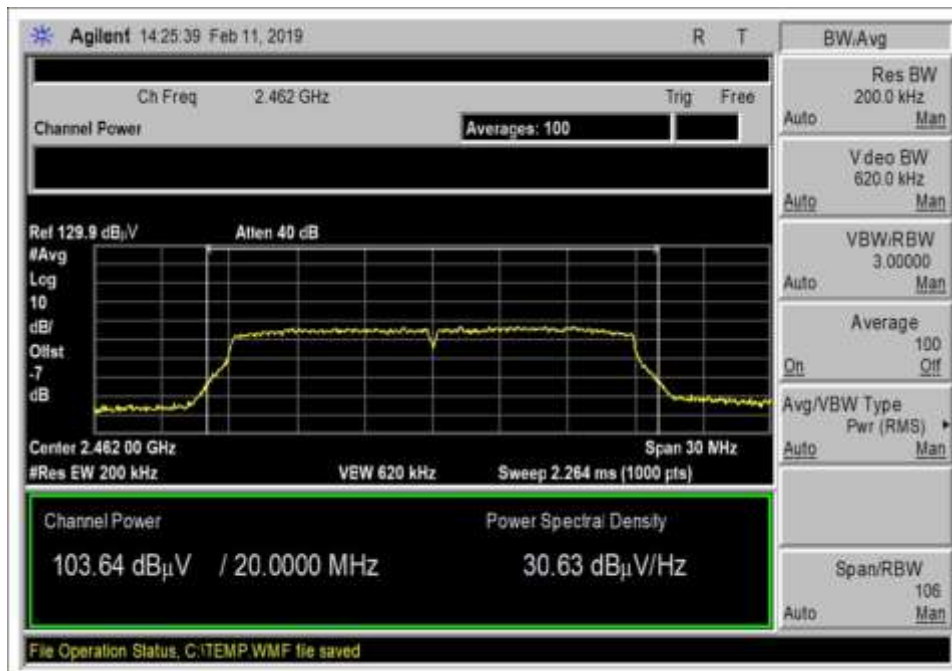 Agilent 14:25:39 Feb 11, 2019 R T
Ch Freq 2.462 GHz Trig Free
Channel Power Averages: 100
Ref 129.9 dBµV Atten 40 dB
#Avg
Log
10
dB/
Offst
-7
dB
Center 2.462 00 GHz Span 30 MHz
#Res BW 200 kHz VBW 620 kHz Sweep 2.264 ms (1000 pts)
Channel Power Power Spectral Density
103.64 dBµV / 20.0000 MHz 30.63 dBµV/Hz
File Operation Status, C:\TEMP.WMF file saved
BW/Avg
Res BW
200.0 kHz
Auto Man
Video BW
620.0 kHz
Auto Man
VBW/RBW
3.00000
Auto Man
Average
100
On Off
Avg/VBW Type
Pwr (RMS)
Auto Man
Span/RBW
106
Auto Man